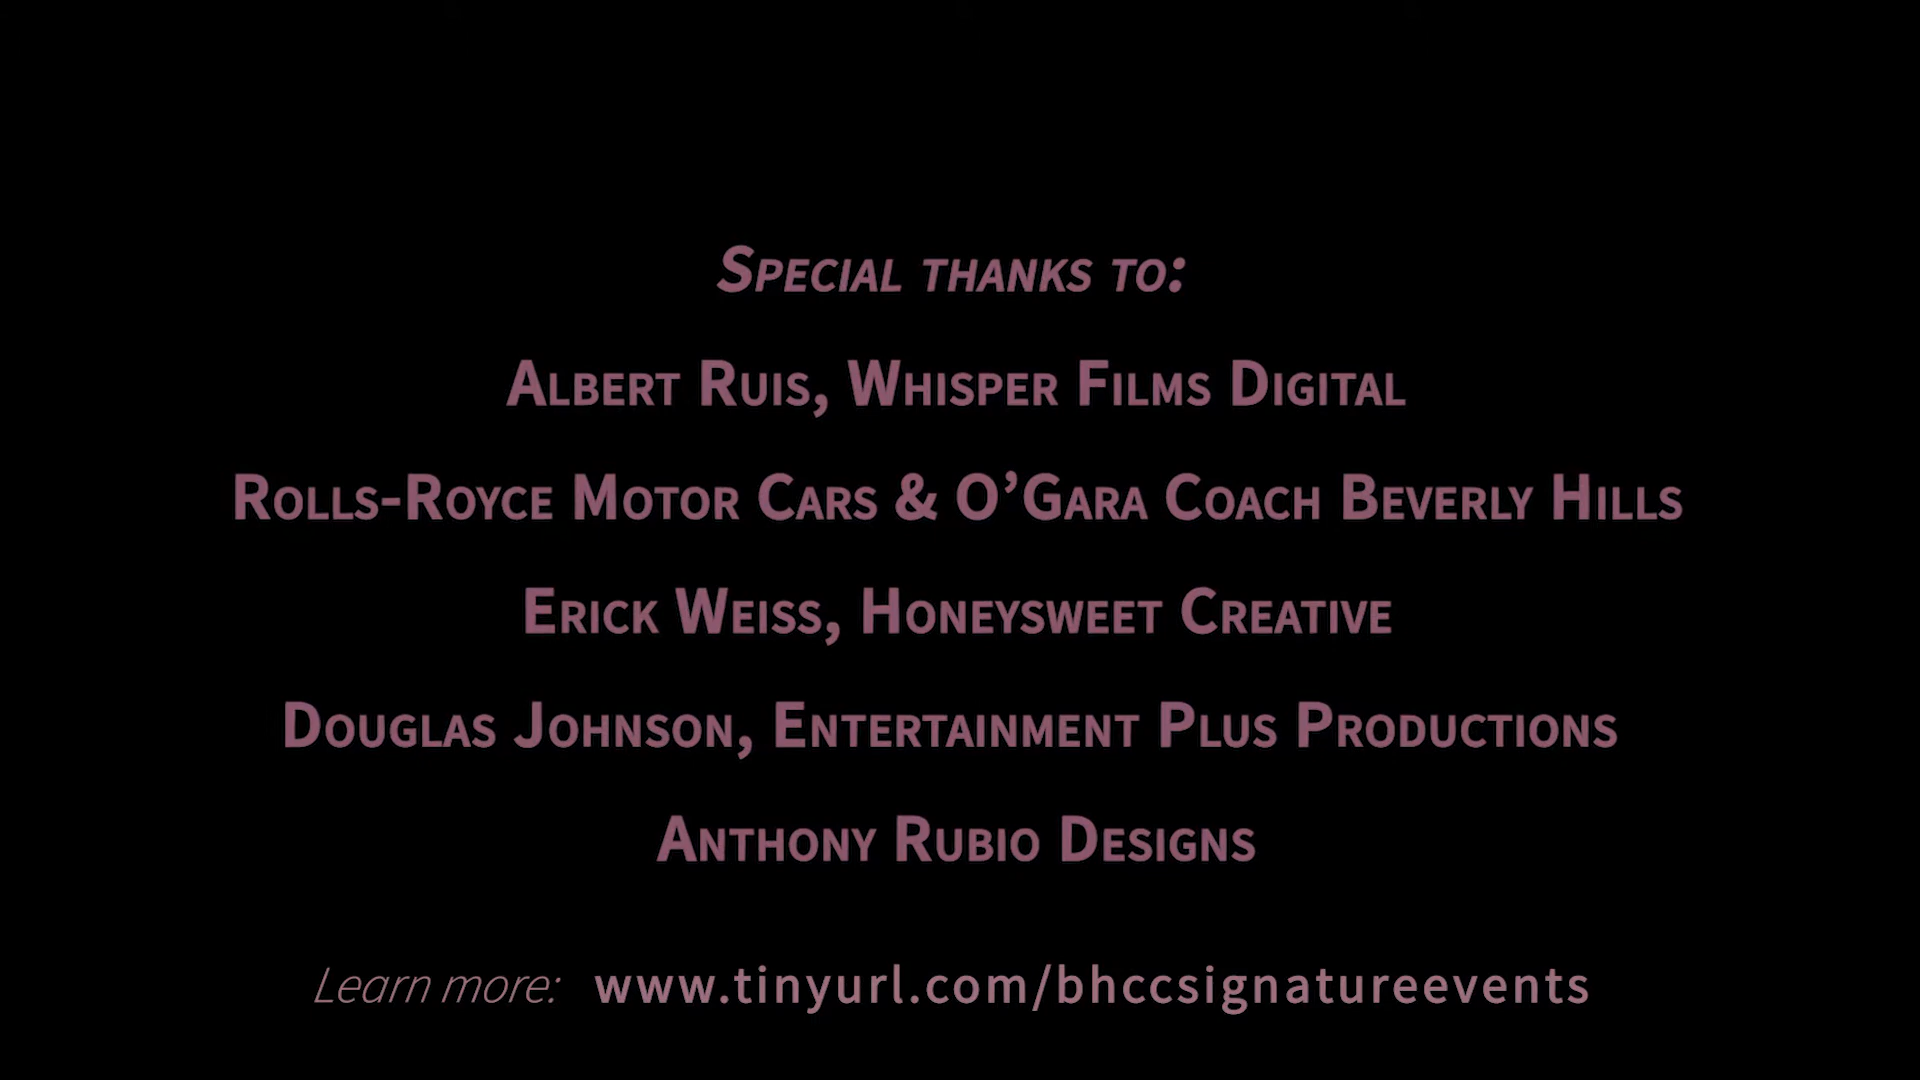 Special thanks to:
Albert Ruis, Whisper Films Digital
Rolls-Royce Motor Cars & O’Gara Coach Beverly Hills
Erick Weiss, Honeysweet Creative
Douglas Johnson, Entertainment Plus Productions
Anthony Rubio Designs
Learn more: www.tinyurl.com/bhccsignatureevents